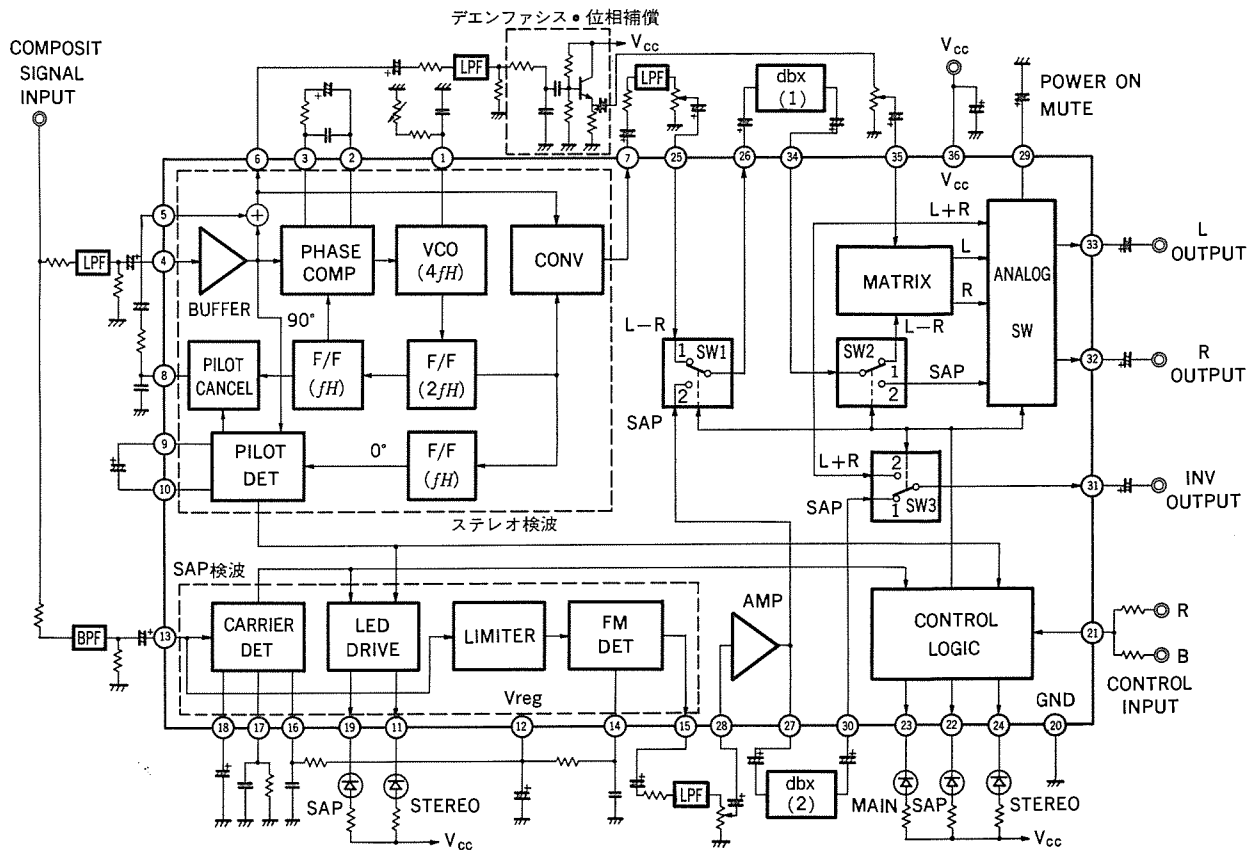 デエンファシス・位相補償
COMPOSIT
SIGNAL
INPUT
LPF
Vcc
LPF
dbx
(1)
Vcc
POWER ON
MUTE
6
3
2
1
7
25
26
34
35
36
29
Vcc
5
+
4
LPF
BUFFER
PHASE
COMP
VCO
(4fH)
CONV
L+R
MATRIX
L
R
ANALOG
SW
33
L
OUTPUT
90°
L-R
L-R
8
PILOT
CANCEL
F/F
(fH)
F/F
(2fH)
1
SW1
2
SW2
1
2
SAP
32
R
OUTPUT
SAP
9
10
PILOT
DET
0°
F/F
(fH)
L+R
2
SAP
1
SW3
31
INV
OUTPUT
ステレオ検波
SAP検波
BPF
13
CARRIER
DET
LED
DRIVE
LIMITER
FM
DET
AMP
CONTROL
LOGIC
21
R
B
CONTROL
INPUT
Vreg
GND
18
17
16
19
11
12
14
15
28
27
30
23
22
24
20
SAP
STEREO
Vcc
LPF
dbx
(2)
MAIN
SAP
STEREO
Vcc